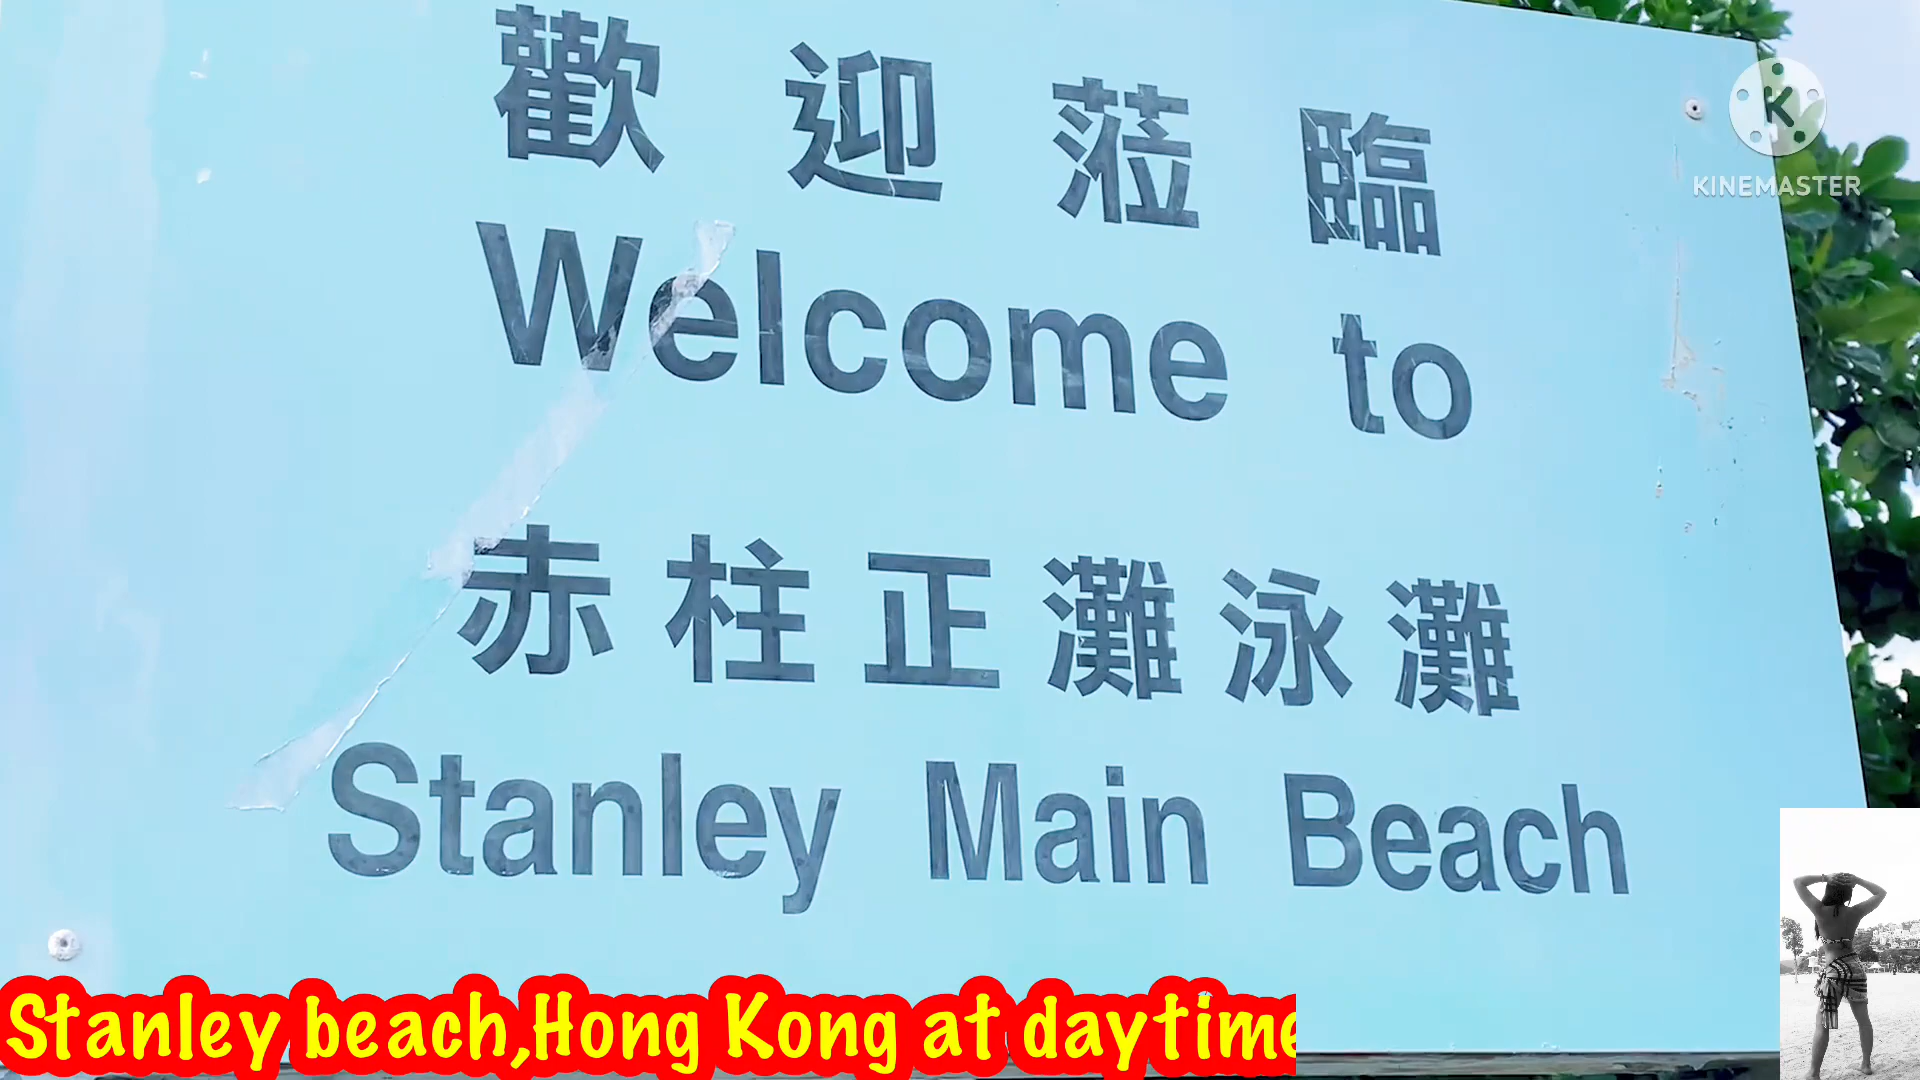 歡迎蒞臨
K
KINEMASTER
Welcome to
赤柱正灘泳灘
Stanley Main Beach
Stanley beach,Hong Kong at daytime